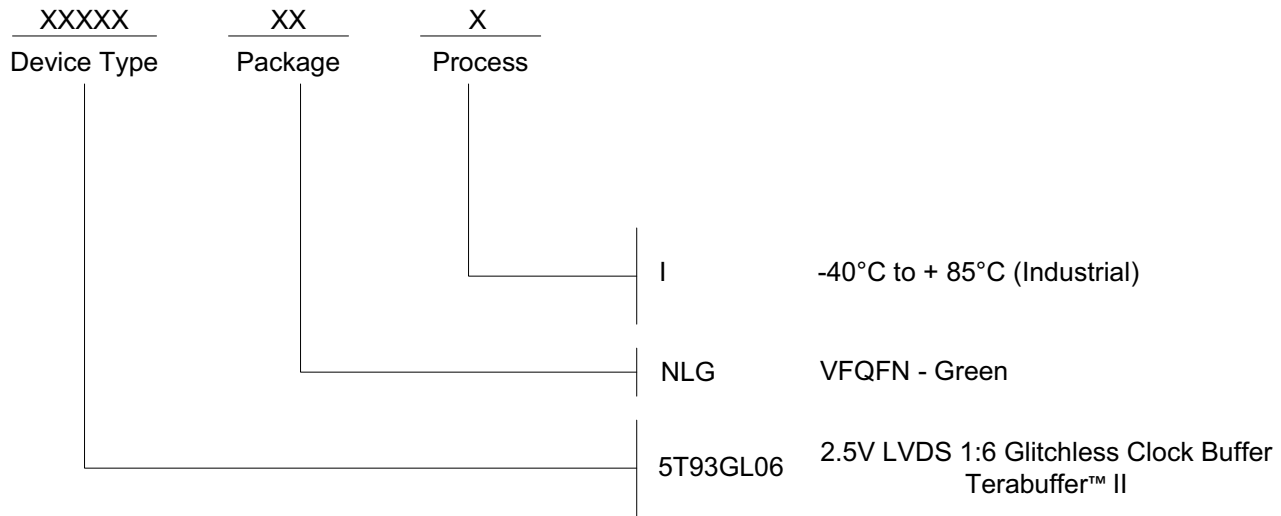 XXXXX XX X
Device Type Package Process
I -40°C to + 85°C (Industrial)
NLG VFQFN - Green
5T93GL06 2.5V LVDS 1:6 Glitchless Clock Buffer
Terabuffer™ II